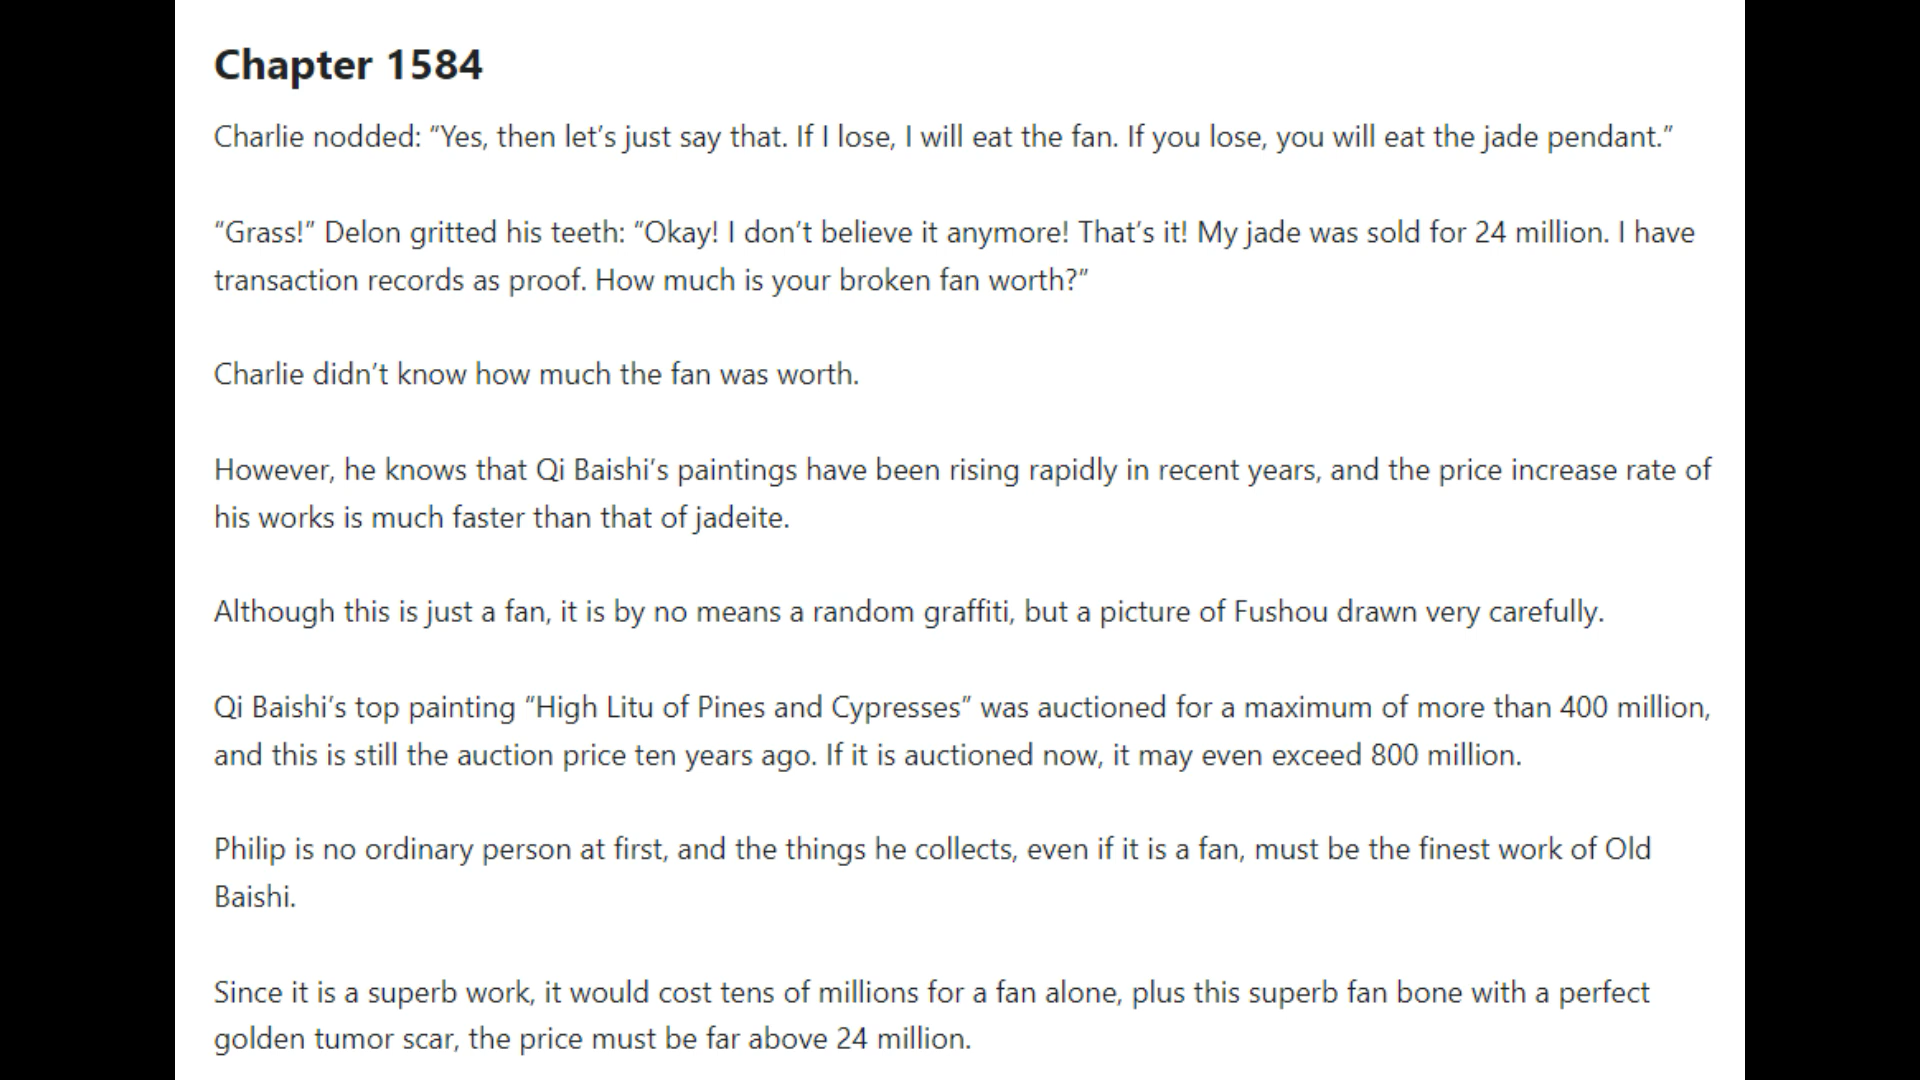 Chapter 1584
Charlie nodded: “Yes, then let’s just say that. If I lose, I will eat the fan. If you lose, you will eat the jade pendant.”
“Grass!” Delon gritted his teeth: “Okay! I don’t believe it anymore! That’s it! My jade was sold for 24 million. I have
transaction records as proof. How much is your broken fan worth?”
Charlie didn’t know how much the fan was worth.
However, he knows that Qi Baishi’s paintings have been rising rapidly in recent years, and the price increase rate of
his works is much faster than that of jadeite.
Although this is just a fan, it is by no means a random graffiti, but a picture of Fushou drawn very carefully.
Qi Baishi’s top painting “High Litu of Pines and Cypresses” was auctioned for a maximum of more than 400 million,
and this is still the auction price ten years ago. If it is auctioned now, it may even exceed 800 million.
Philip is no ordinary person at first, and the things he collects, even if it is a fan, must be the finest work of Old
Baishi.
Since it is a superb work, it would cost tens of millions for a fan alone, plus this superb fan bone with a perfect
golden tumor scar, the price must be far above 24 million.